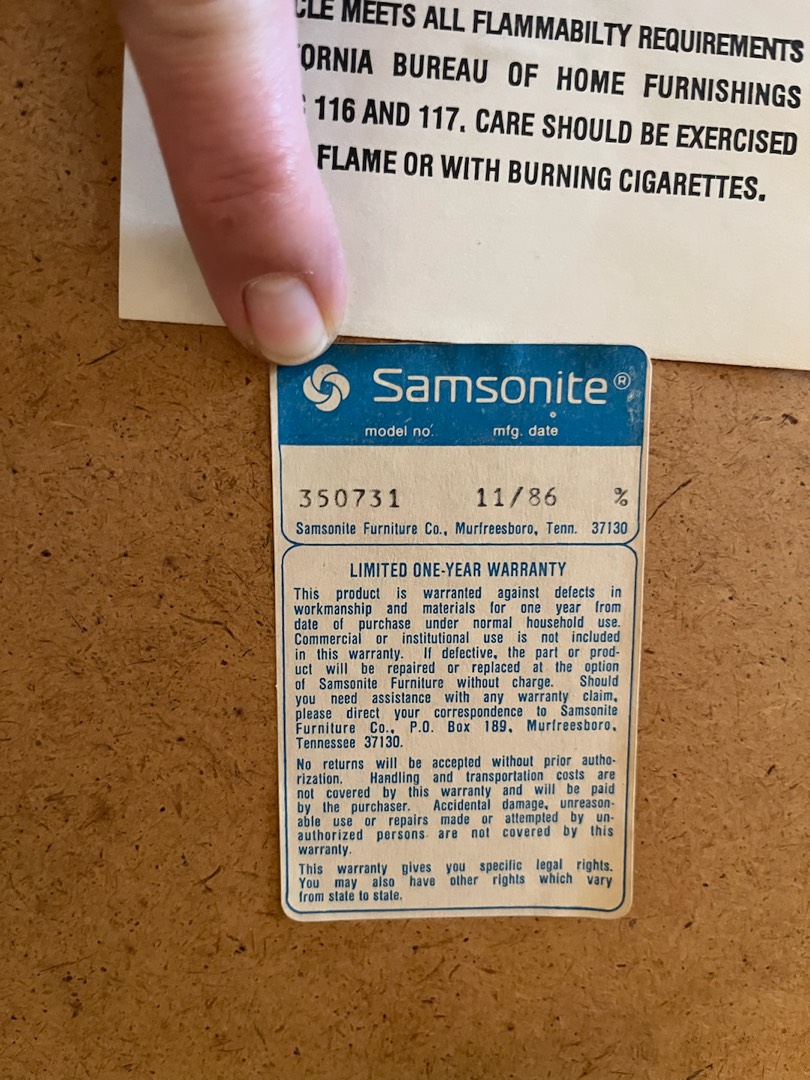 CLE MEETS ALL FLAMMABILTY REQUIREMENTS
ORNIA BUREAU OF HOME FURNISHINGS
116 AND 117. CARE SHOULD BE EXERCISED
FLAME OR WITH BURNING CIGARETTES.
Samsonite®
model no. mfg. date
350731 11/86 %
Samsonite Furniture Co., Murfreesboro, Tenn. 37130
LIMITED ONE-YEAR WARRANTY
This product is warranted against defects in
workmanship and materials for one year from
date of purchase under normal household use.
Commercial or institutional use is not included
in this warranty. If defective, the part or prod-
uct will be repaired or replaced at the option
of Samsonite Furniture without charge. Should
you need assistance with any warranty claim,
please direct your correspondence to Samsonite
Furniture Co., P.O. Box 189, Murfreesboro,
Tennessee 37130.
No returns will be accepted without prior autho-
rization. Handling and transportation costs are
not covered by this warranty and will be paid
by the purchaser. Accidental damage, unreason-
able use or repairs made or attempted by un-
authorized persons are not covered by this
warranty.
This warranty gives you specific legal rights.
You may also have other rights which vary
from state to state.